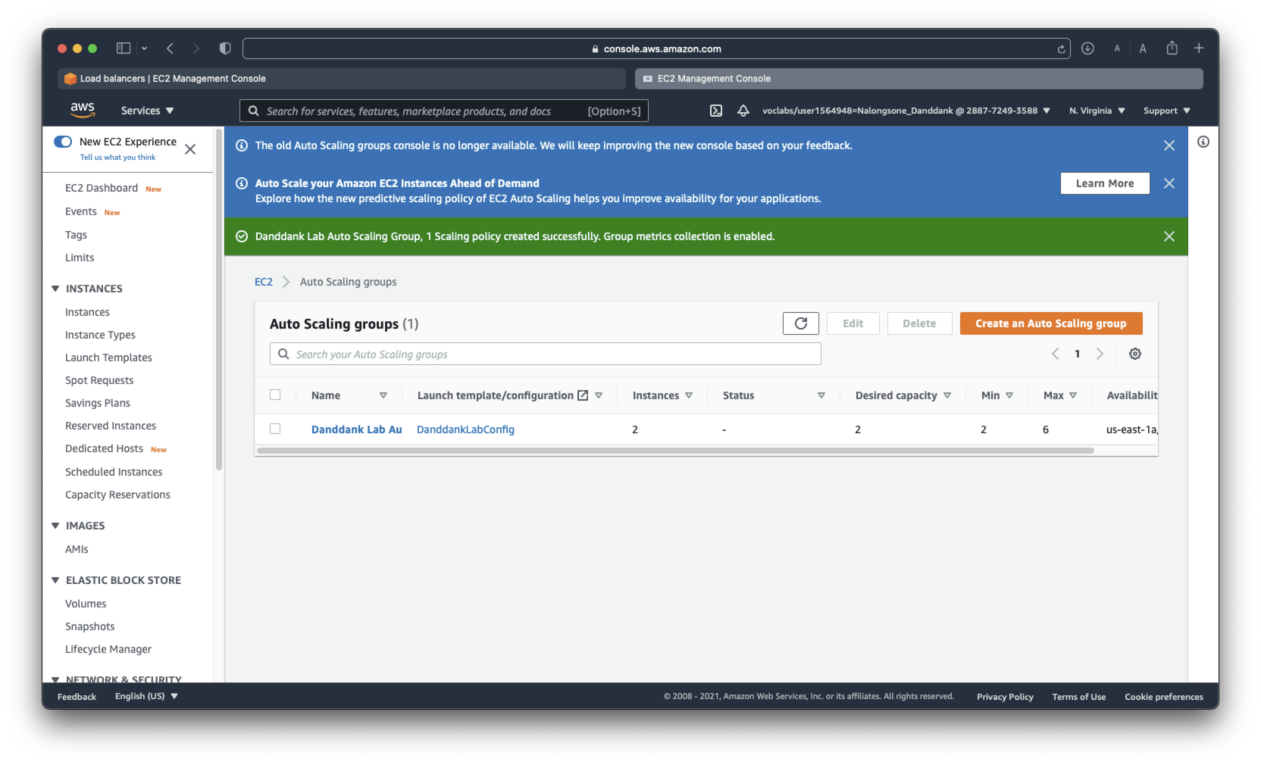 console.aws.amazon.com
A A
Load balancers | EC2 Management Console
EC2 Management Console
aws
Services
Search for services, features, marketplace products, and docs [Option+S]
voclabs/user1564948=Nalongsone_Danddank @ 2887-7249-3588
N. Virginia
Support
New EC2 Experience
Tell us what you think
EC2 Dashboard New
Events New
Tags
Limits
INSTANCES
Instances
Instance Types
Launch Templates
Spot Requests
Savings Plans
Reserved Instances
Dedicated Hosts New
Scheduled Instances
Capacity Reservations
IMAGES
AMIs
ELASTIC BLOCK STORE
Volumes
Snapshots
Lifecycle Manager
NETWORK & SECURITY
The old Auto Scaling groups console is no longer available. We will keep improving the new console based on your feedback.
Auto Scale your Amazon EC2 Instances Ahead of Demand
Explore how the new predictive scaling policy of EC2 Auto Scaling helps you improve availability for your applications.
Learn More
Danddank Lab Auto Scaling Group, 1 Scaling policy created successfully. Group metrics collection is enabled.
EC2 > Auto Scaling groups
Auto Scaling groups (1)
Edit
Delete
Create an Auto Scaling group
Search your Auto Scaling groups
1
Name Launch template/configuration Instances Status Desired capacity Min Max Availabilit
Danddank Lab Au DanddankLabConfig 2 - 2 2 6 us-east-1a,
Feedback English (US)
© 2008 - 2021, Amazon Web Services, Inc. or its affiliates. All rights reserved. Privacy Policy Terms of Use Cookie preferences